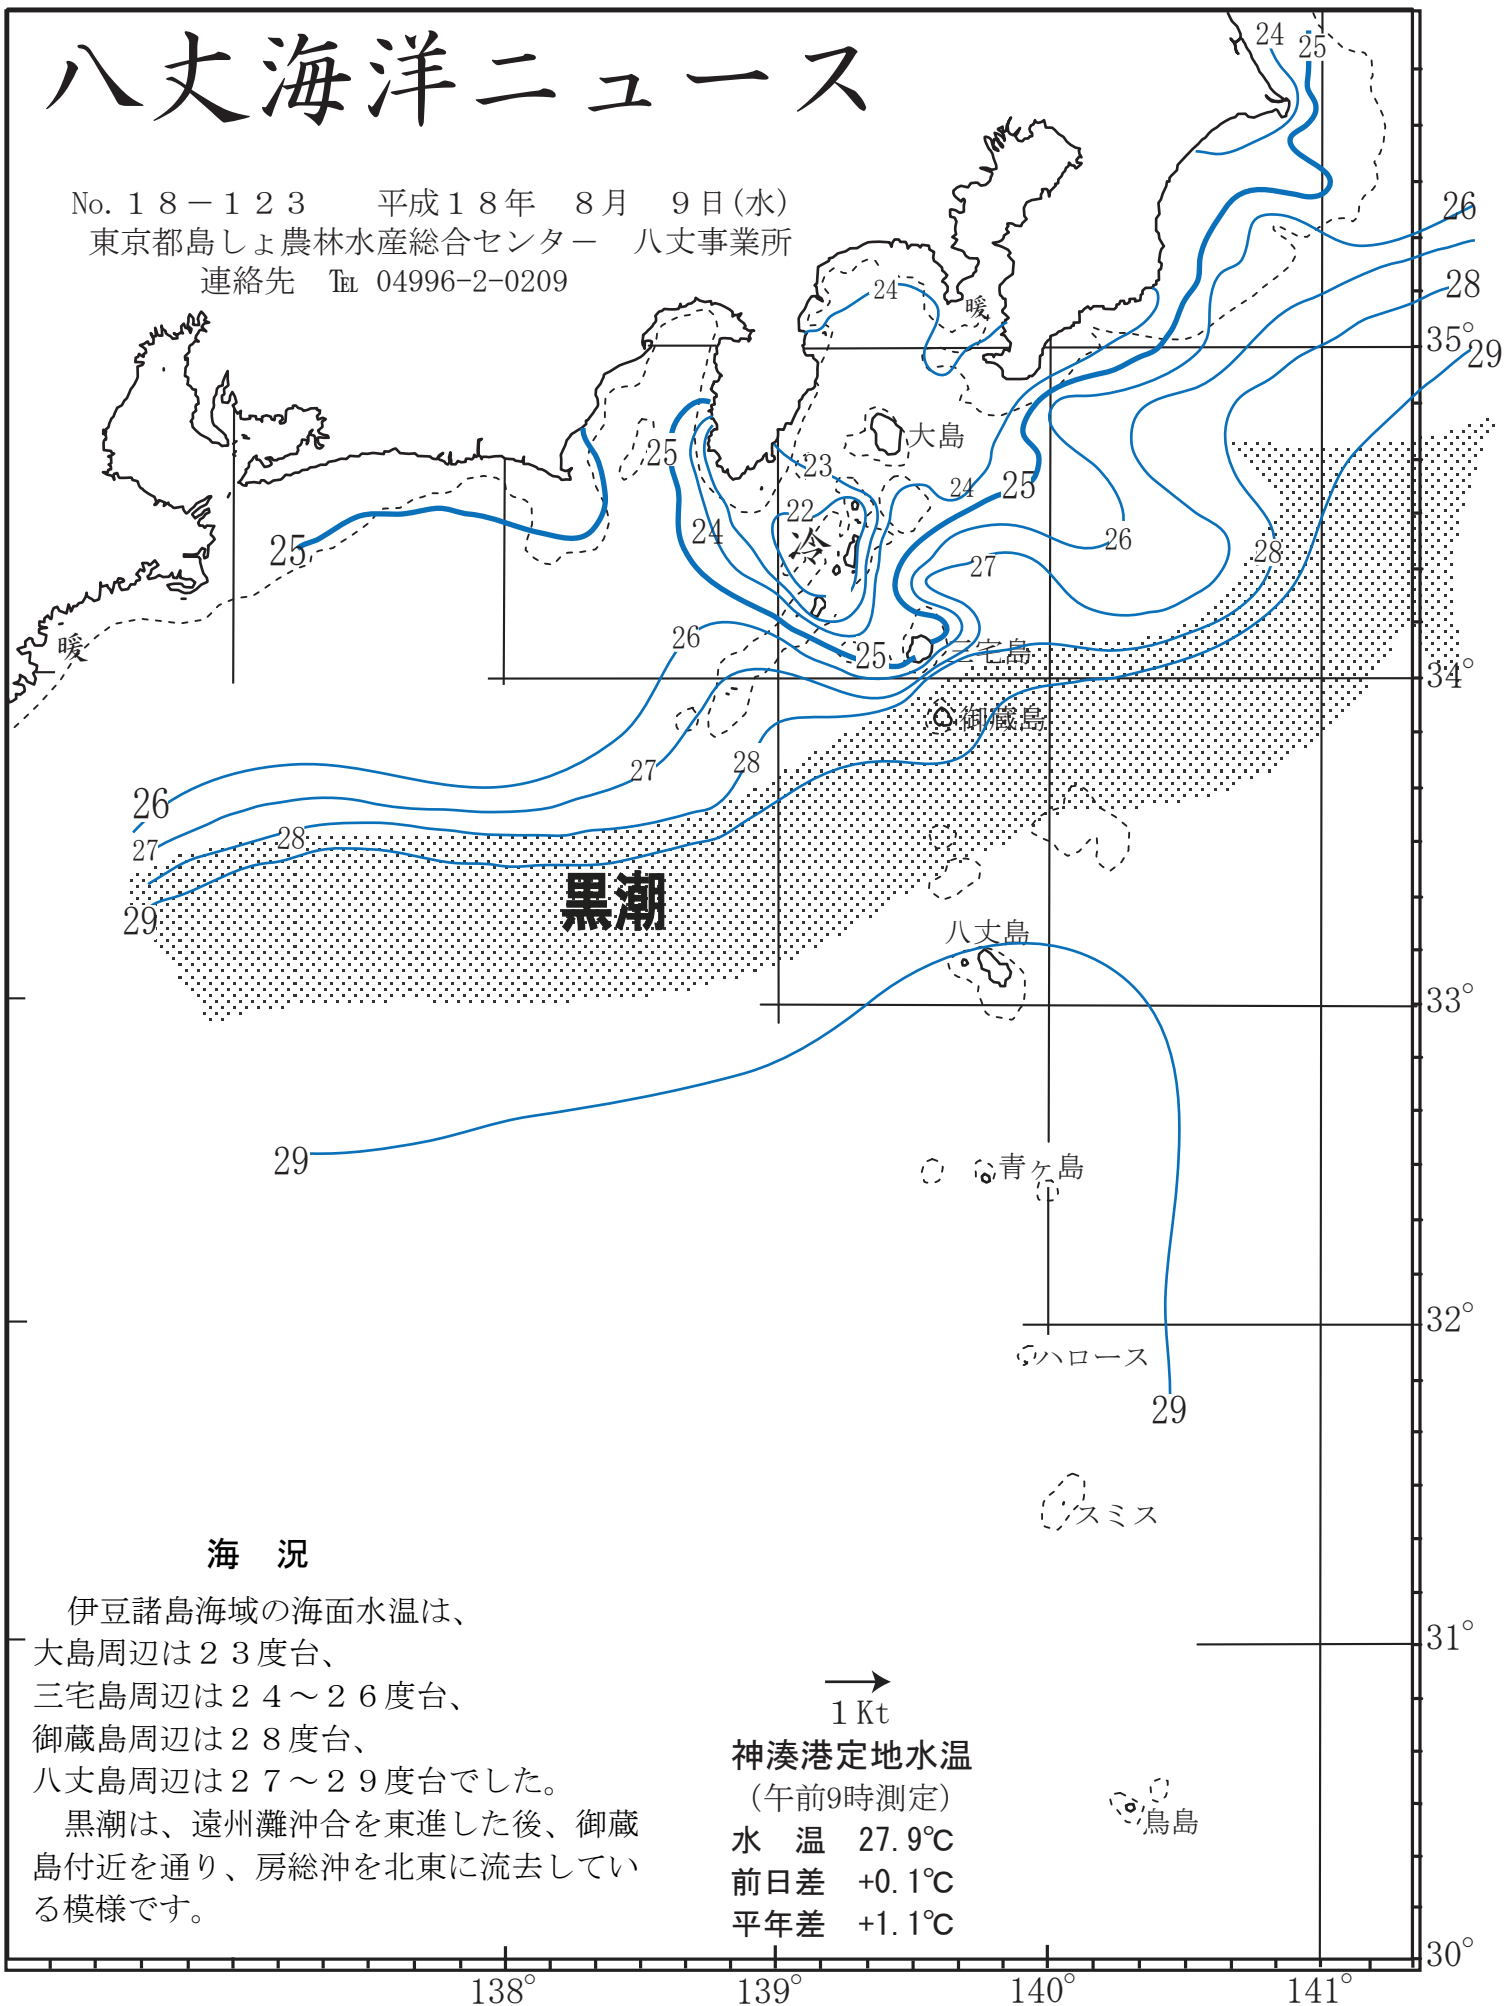 八丈海洋ニュース
No.１８－１２３　　平成１８年　８月　９日(水)
東京都島しょ農林水産総合センター　八丈事業所
連絡先　℡ 04996-2-0209
24
25
26
28
35°
29
24
暖
大島
25
23
22
24
25
24
冷
25
26
27
28
暖
26
25
三宅島
34°
御蔵島
27
28
26
27
28
29
黒潮
八丈島
33°
29
青ヶ島
32°
ハロース
29
スミス
海　況
伊豆諸島海域の海面水温は、
大島周辺は２３度台、
三宅島周辺は２４～２６度台、
御蔵島周辺は２８度台、
八丈島周辺は２７～２９度台でした。
黒潮は、遠州灘沖合を東進した後、御蔵
島付近を通り、房総沖を北東に流去してい
る模様です。
31°
1 Kt
神湊港定地水温
（午前9時測定）
水　温　27.9℃
前日差　+0.1℃
平年差　+1.1℃
鳥島
30°
138°
139°
140°
141°